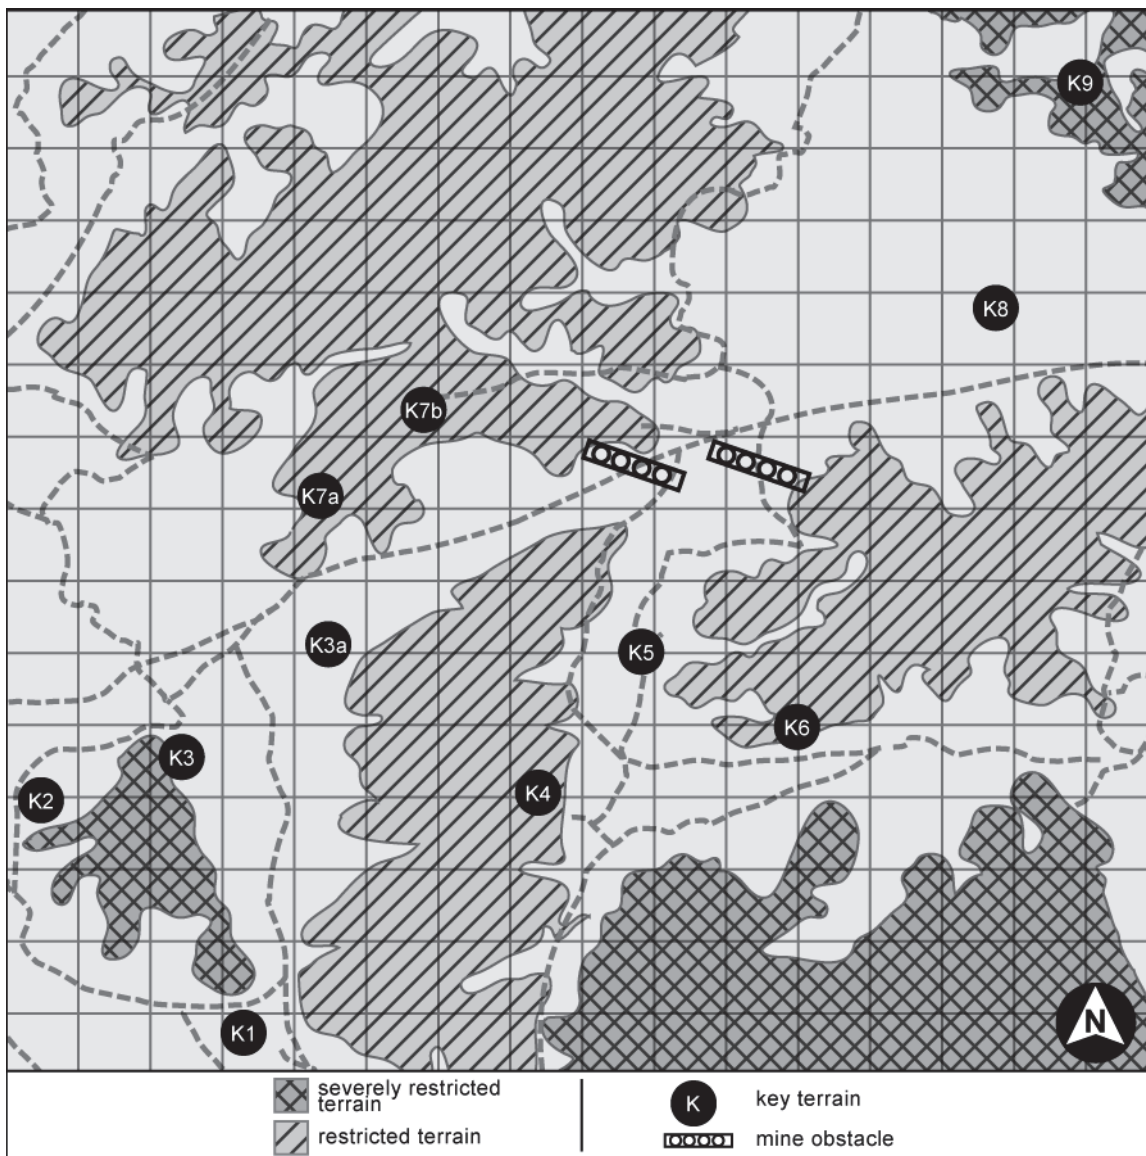 K9
K8
K7b
K7a
K3a
K5
K6
K3
K4
K2
K1
N
severely restricted
terrain
restricted terrain
K
key terrain
mine obstacle